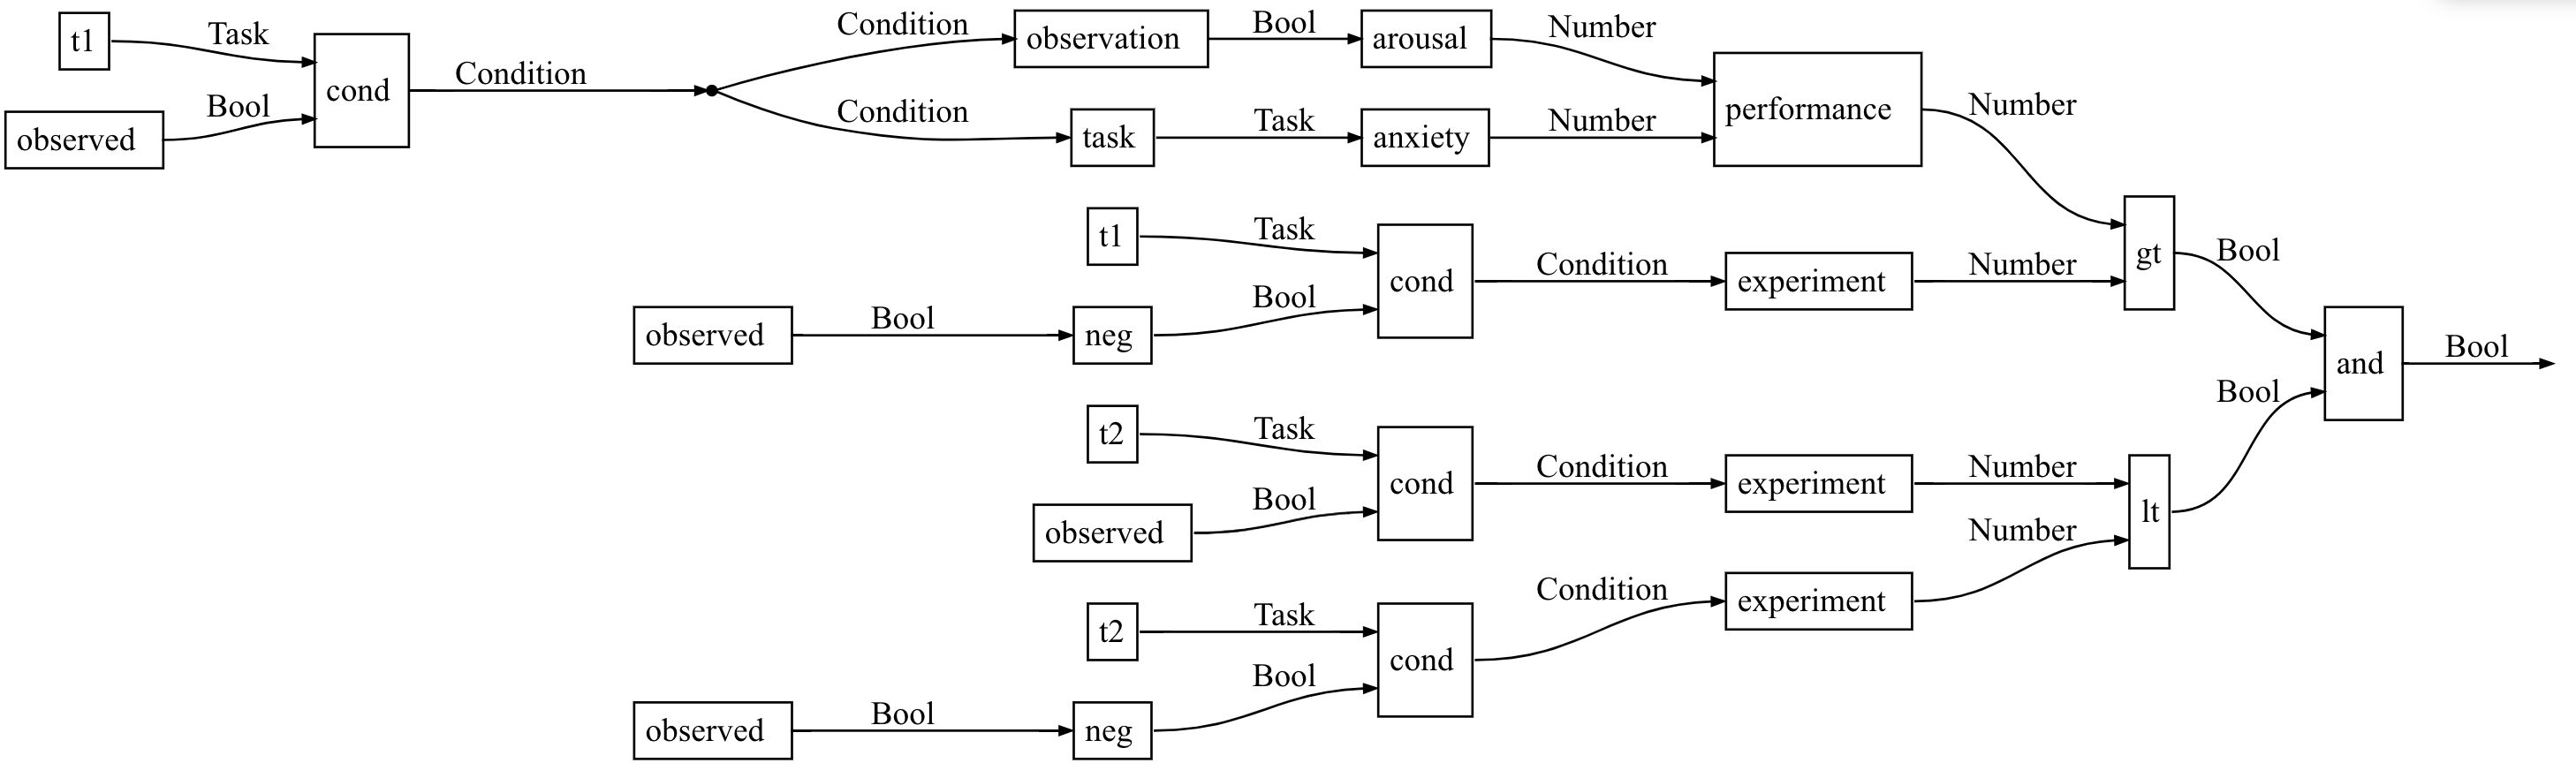 t1
Task
observed
Bool
cond
Condition
Condition
observation
Bool
arousal
Number
Condition
task
Task
anxiety
Number
performance
Number
t1
Task
observed
Bool
neg
Bool
cond
Condition
experiment
Number
gt
Bool
t2
Task
observed
Bool
cond
Condition
experiment
Number
t2
Task
observed
Bool
neg
Bool
cond
Condition
experiment
Number
lt
Bool
and
Bool